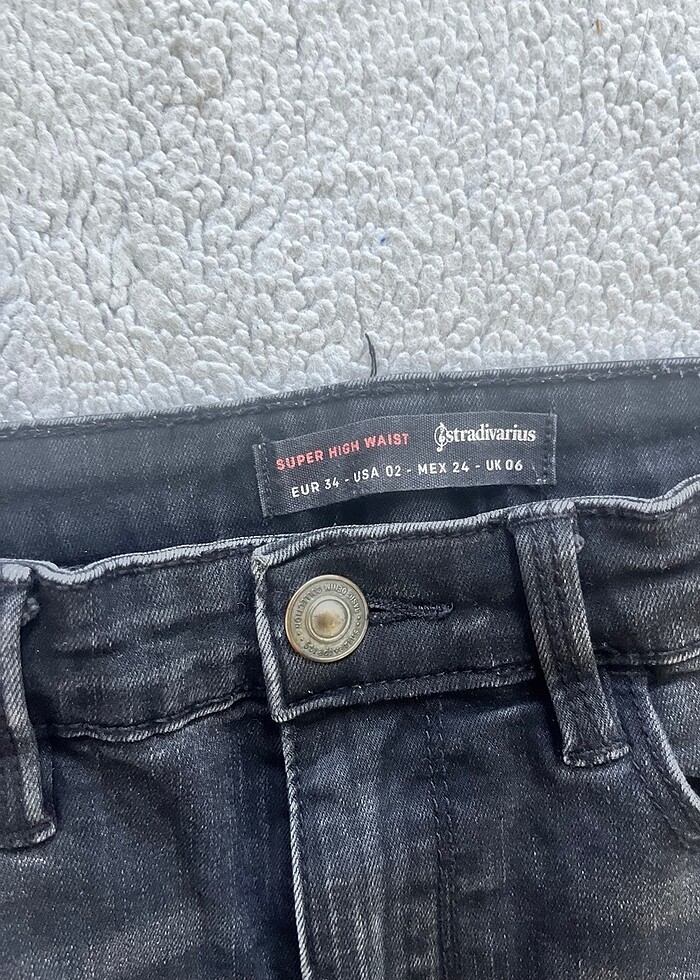 SUPER HIGH WAIST stradivarius
EUR 34 - USA 02 - MEX 24 - UK 06